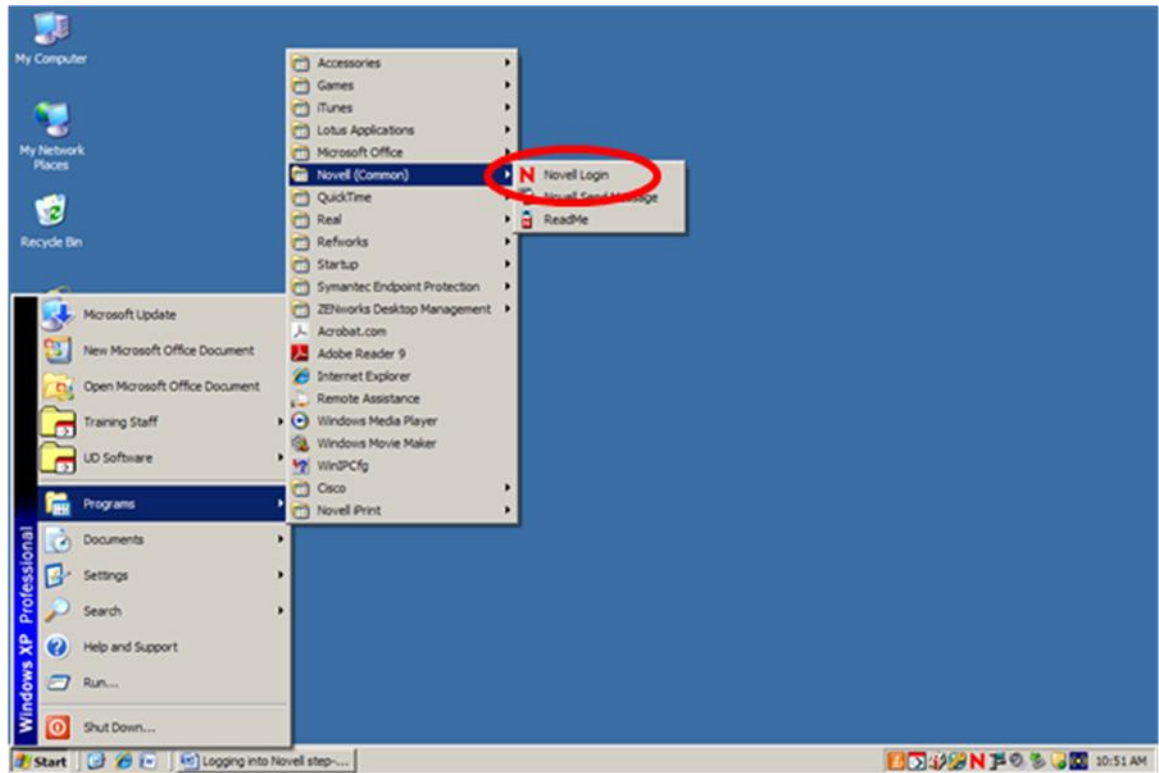 My Computer
My Network
Places
Recycle Bin
Accessories
Games
iTunes
Lotus Applications
Microsoft Office
Novell (Common)
QuickTime
Real
Refworks
Startup
Symantec Endpoint Protection
ZENworks Desktop Management
Acrobat.com
Adobe Reader 9
Internet Explorer
Remote Assistance
Windows Media Player
Windows Movie Maker
WinIPCfg
Cisco
Novell iPrint
N Novell Login
Novell Send Message
ReadMe
Microsoft Update
New Microsoft Office Document
Open Microsoft Office Document
Training Staff
UD Software
Programs
Documents
Settings
Search
Help and Support
Run...
Shut Down...
Windows XP Professional
Start
Logging into Novell step-...
N
10:51 AM